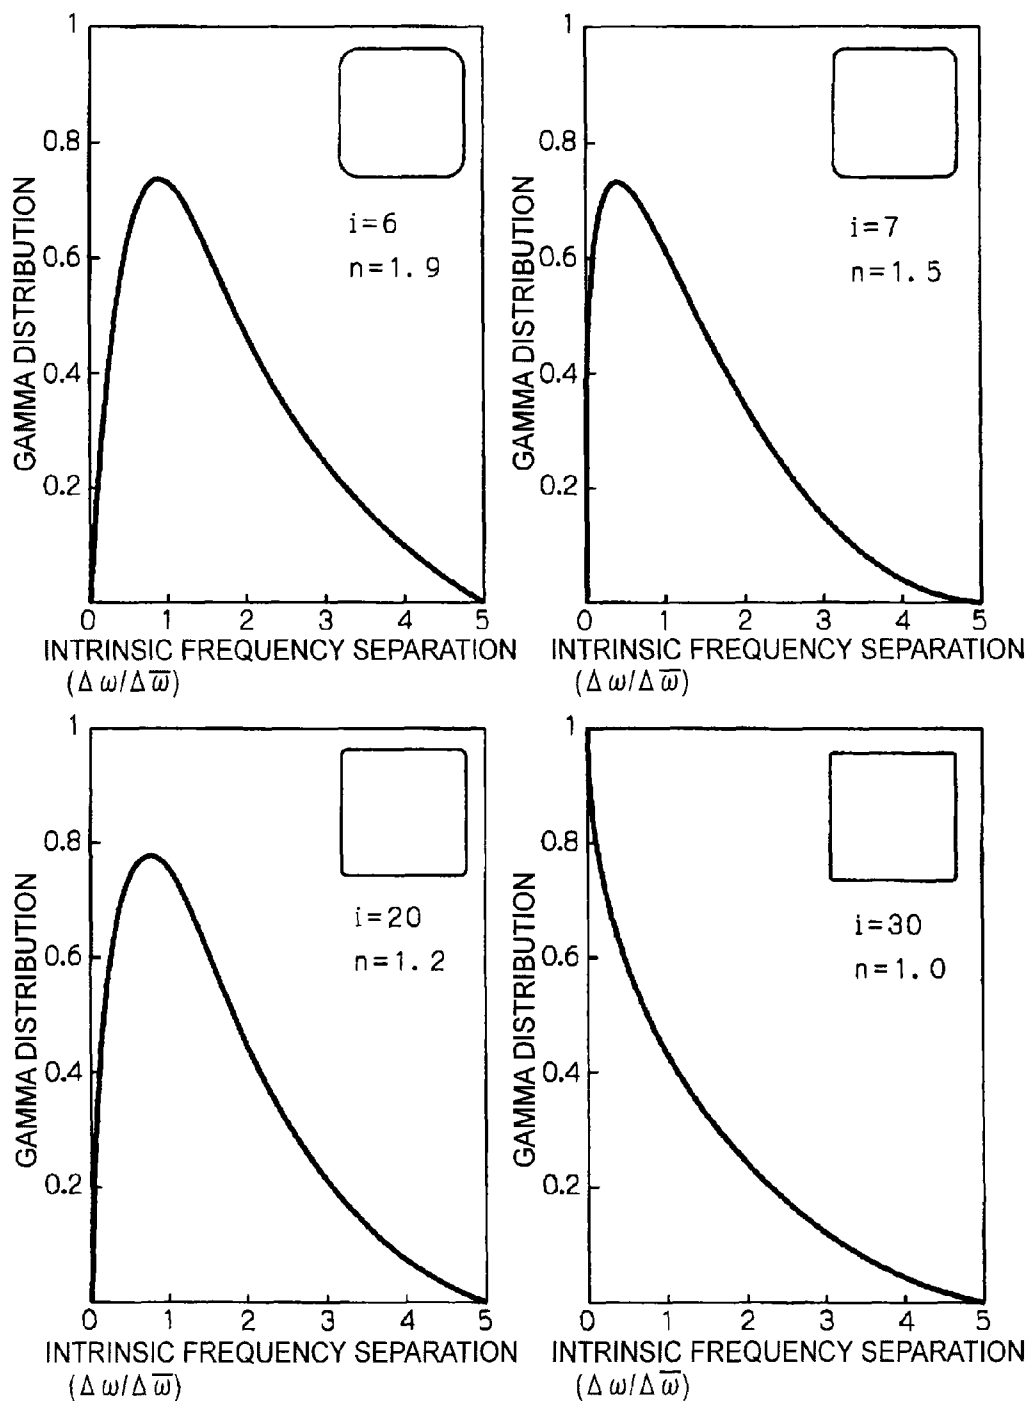 1
0.8
0.6
0.4
0.2
GAMMA DISTRIBUTION
i=6
n=1.9
0 1 2 3 4 5
INTRINSIC FREQUENCY SEPARATION
(Δω/Δω̅)
1
0.8
0.6
0.4
0.2
GAMMA DISTRIBUTION
i=7
n=1.5
0 1 2 3 4 5
INTRINSIC FREQUENCY SEPARATION
(Δω/Δω̅)
1
0.8
0.6
0.4
0.2
GAMMA DISTRIBUTION
i=20
n=1.2
0 1 2 3 4 5
INTRINSIC FREQUENCY SEPARATION
(Δω/Δω̅)
1
0.8
0.6
0.4
0.2
GAMMA DISTRIBUTION
i=30
n=1.0
0 1 2 3 4 5
INTRINSIC FREQUENCY SEPARATION
(Δω/Δω̅)